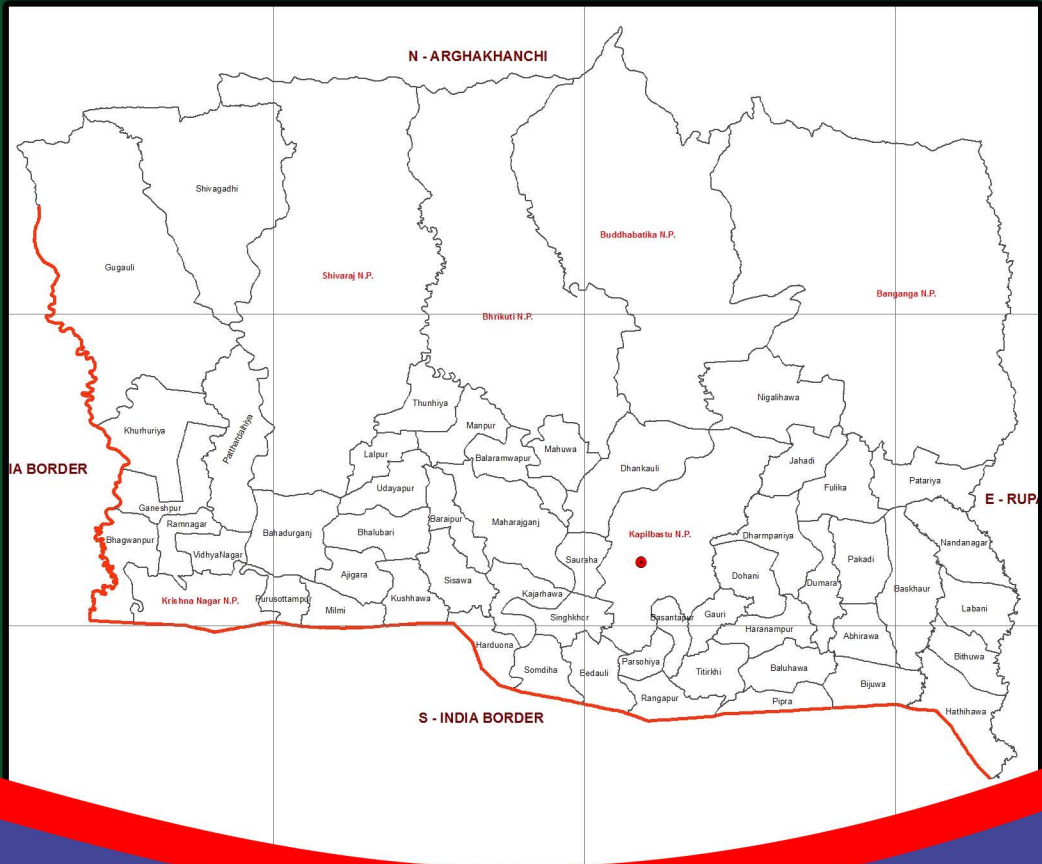 N - ARGHAKHANCHI
Shivagadhi
Buddhabatika N.P.
Gugauli
Shivaraj N.P.
Banganga N.P.
Bhrikuti N.P.
Nigalihawa
Thunhiya
Manpur
Khurhuriya
Patthardaihiya
Mahuwa
Lalpur
Balaramwapur
Dhankauli
Jahadi
IA BORDER
Udayapur
Fulika
Patariya
E - RUPA
Ganeshpur
Ramnagar
Baraipur
Maharajganj
Bhagwanpur
Bahadurganj
Bhalubari
Kapilbastu N.P.
Dharmpaniya
Nandanagar
VidhyaNagar
Sauraha
Pakadi
Ajigara
Sisawa
Dohani
Dumara
Baskhaur
Krishna Nagar N.P.
Purusottampur
Kushhawa
Kajarhawa
Milmi
Singhkhor
Basantapur
Gauri
Labani
Haranampur
Abhirawa
Harduona
Parsohiya
Bithuwa
Somdiha
Bedauli
Titirkhi
Baluhawa
Bijuwa
Rangapur
Pipra
Hathihawa
S - INDIA BORDER